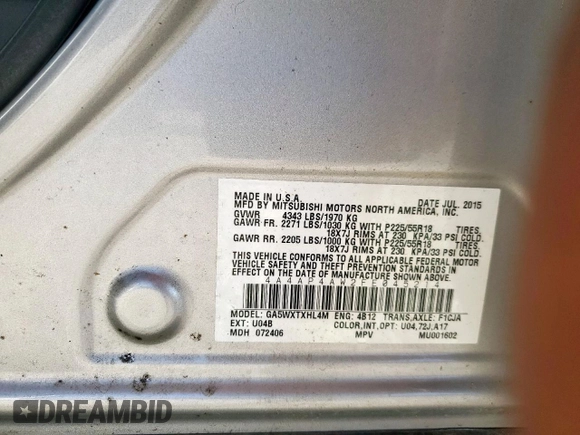 MADE IN U.S.A. DATE JUL. 2015
MFD BY MITSUBISHI MOTORS NORTH AMERICA, INC.
GVWR 4343 LBS/1970 KG
GAWR FR. 2271 LBS/1030 KG WITH P225/55R18 TIRES,
18X7J RIMS AT 230 KPA/33 PSI COLD.
GAWR RR. 2205 LBS/1000 KG WITH P225/55R18 TIRES,
18X7J RIMS AT 230 KPA/33 PSI COLD.
THIS VEHICLE CONFORMS TO ALL APPLICABLE FEDERAL MOTOR
VEHICLE SAFETY AND THEFT PREVENTION STANDARDS IN EFFECT ON
THE DATE OF MANUFACTURE SHOWN ABOVE.
MODEL: GA5WXTXHL4M ENG: 4B12 TRANS,AXLE: F1CJA
EXT: U04B COLOR,INT,OPT: U04,72J,A17
MDH 072406 MPV MU001602
DREAMBID